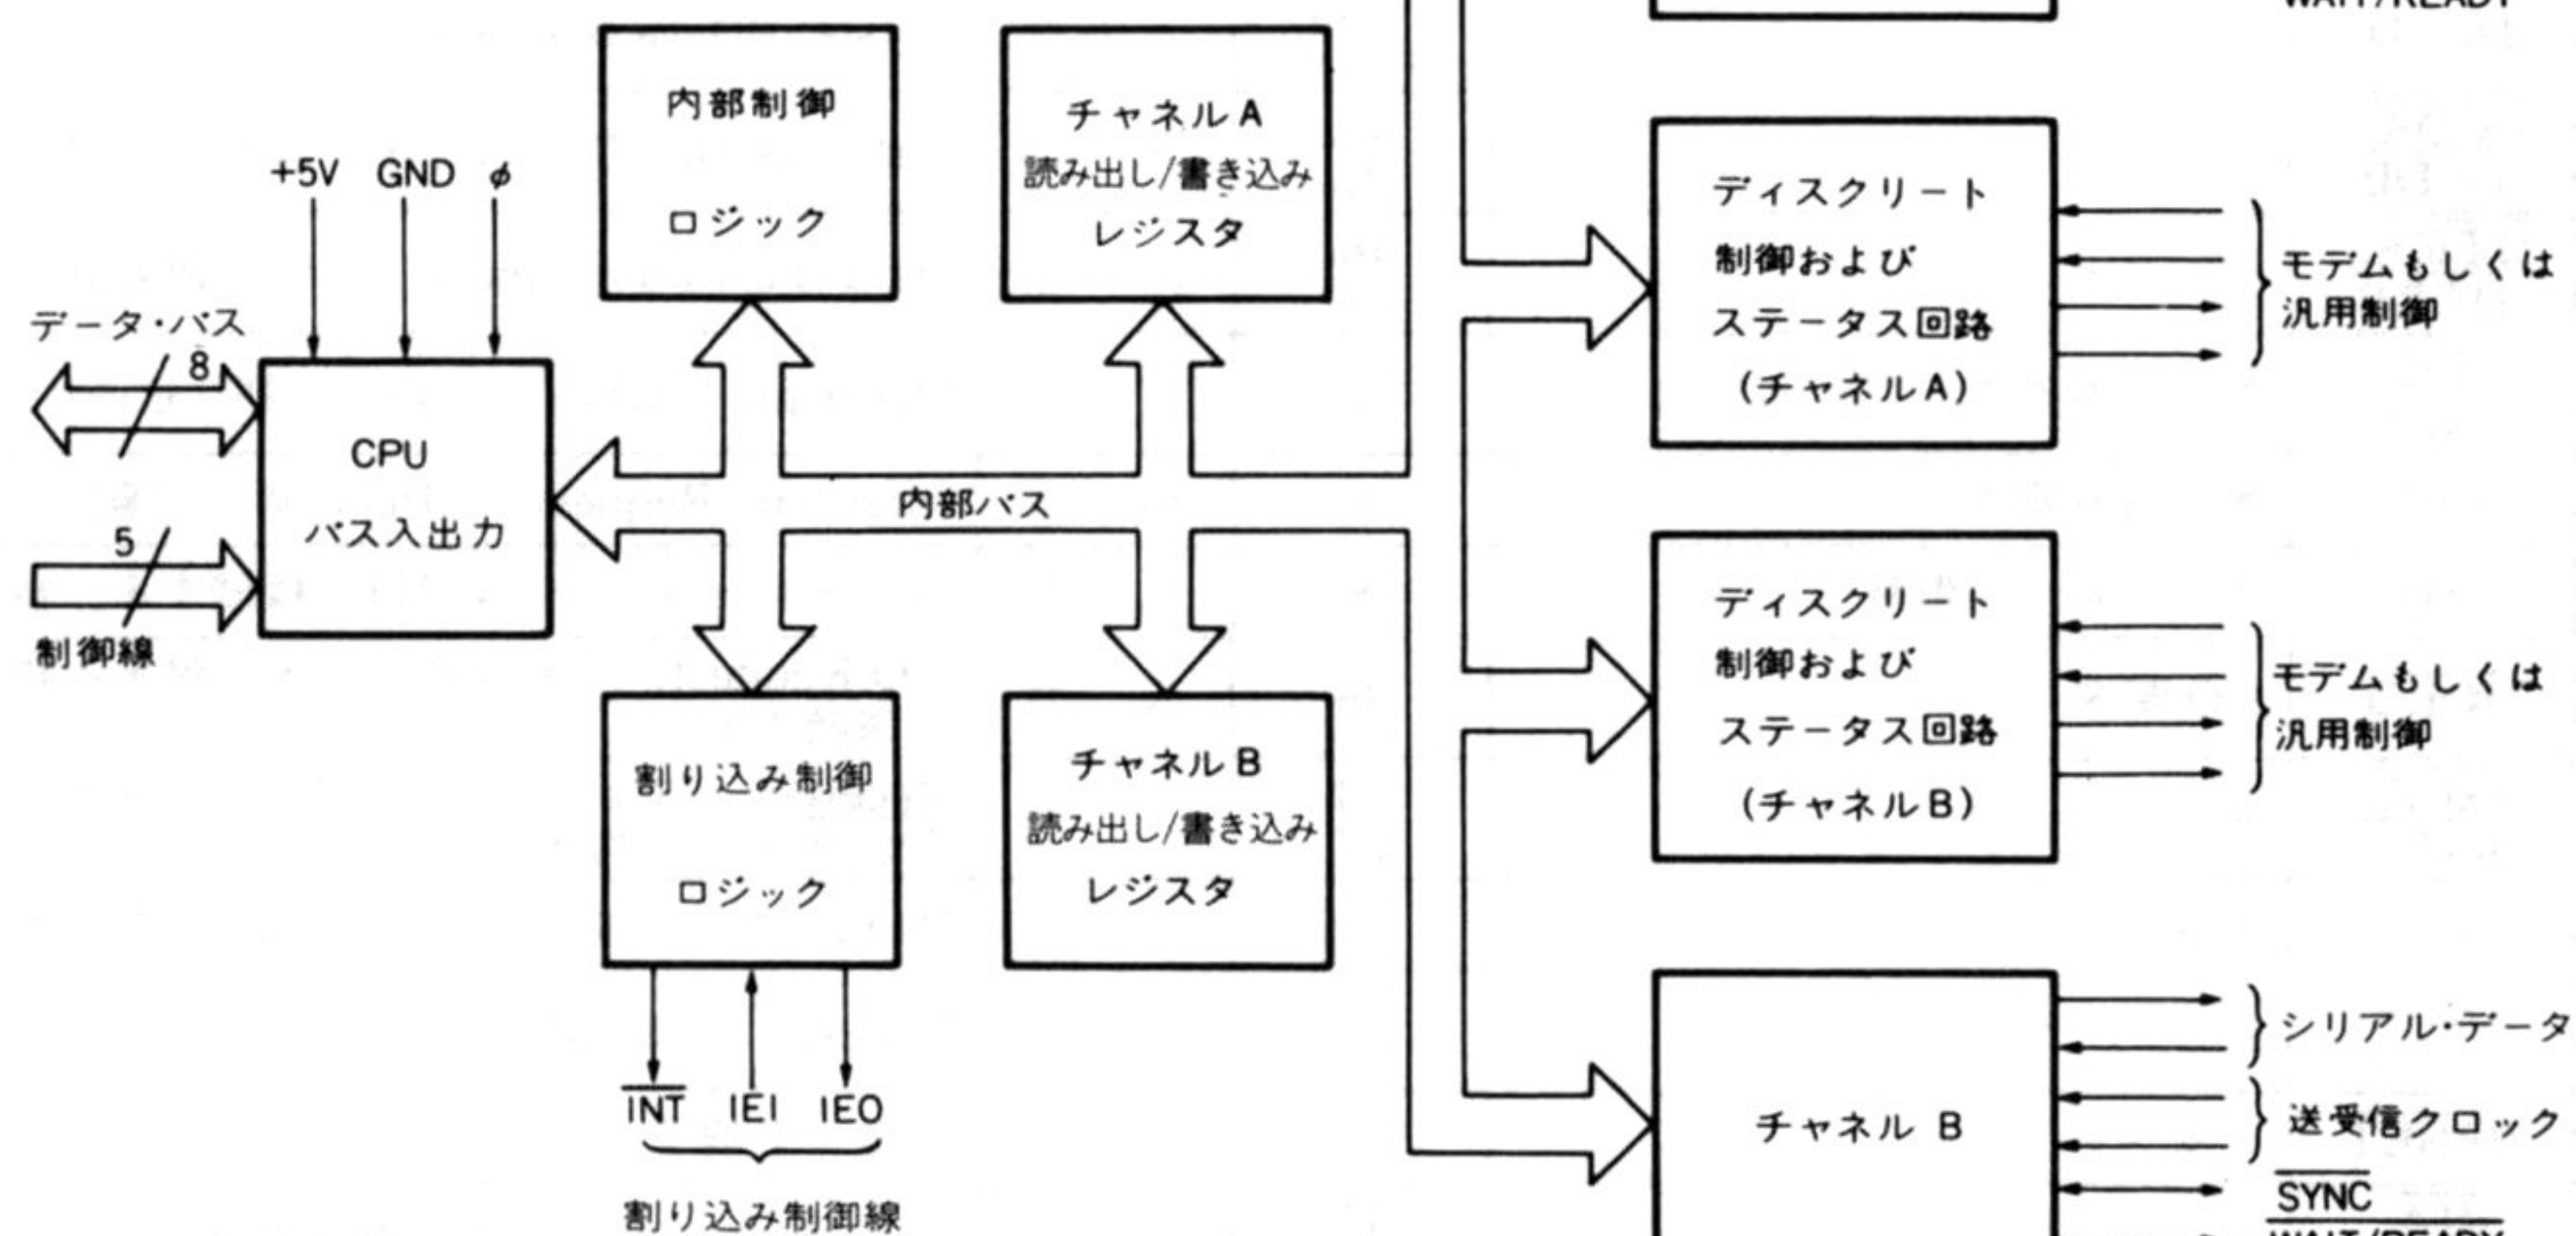 WAIT/READY
内部制御
ロジック
チャネルA
読み出し/書き込み
レジスタ
+5V GND φ
データ・バス
8
CPU
バス入出力
5
制御線
内部バス
ディスクリート
制御および
ステータス回路
(チャネルA)
モデムもしくは
汎用制御
ディスクリート
制御および
ステータス回路
(チャネルB)
モデムもしくは
汎用制御
割り込み制御
ロジック
チャネルB
読み出し/書き込み
レジスタ
INT IEI IEO
割り込み制御線
チャネル B
シリアル・データ
送受信クロック
SYNC
WAIT/READY